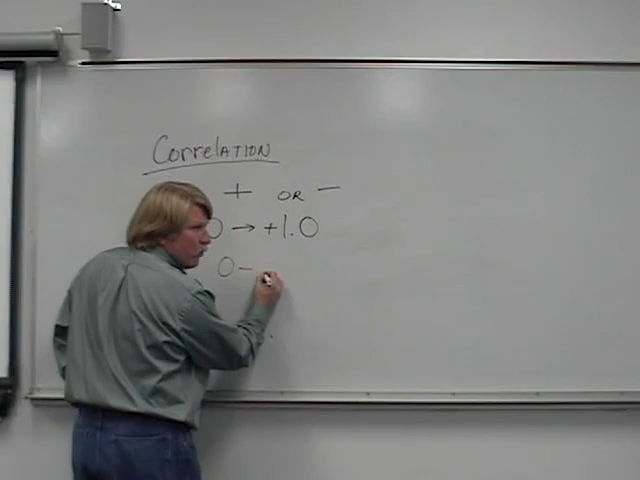 Correlation
+ OR -
0 → +1.0
0 -